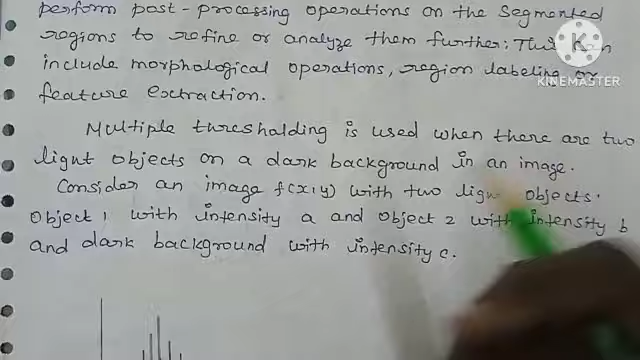 perform post-processing operations on the segmented
regions to refine or analyze them further: This can
include morphological operations, region labeling or
feature extraction.
Multiple thresholding is used when there are two
light objects on a dark background in an image.
Consider an image f(x,y) with two light objects.
Object 1 with intensity a and object 2 with intensity b
and dark background with intensity c.
K
KINEMASTER